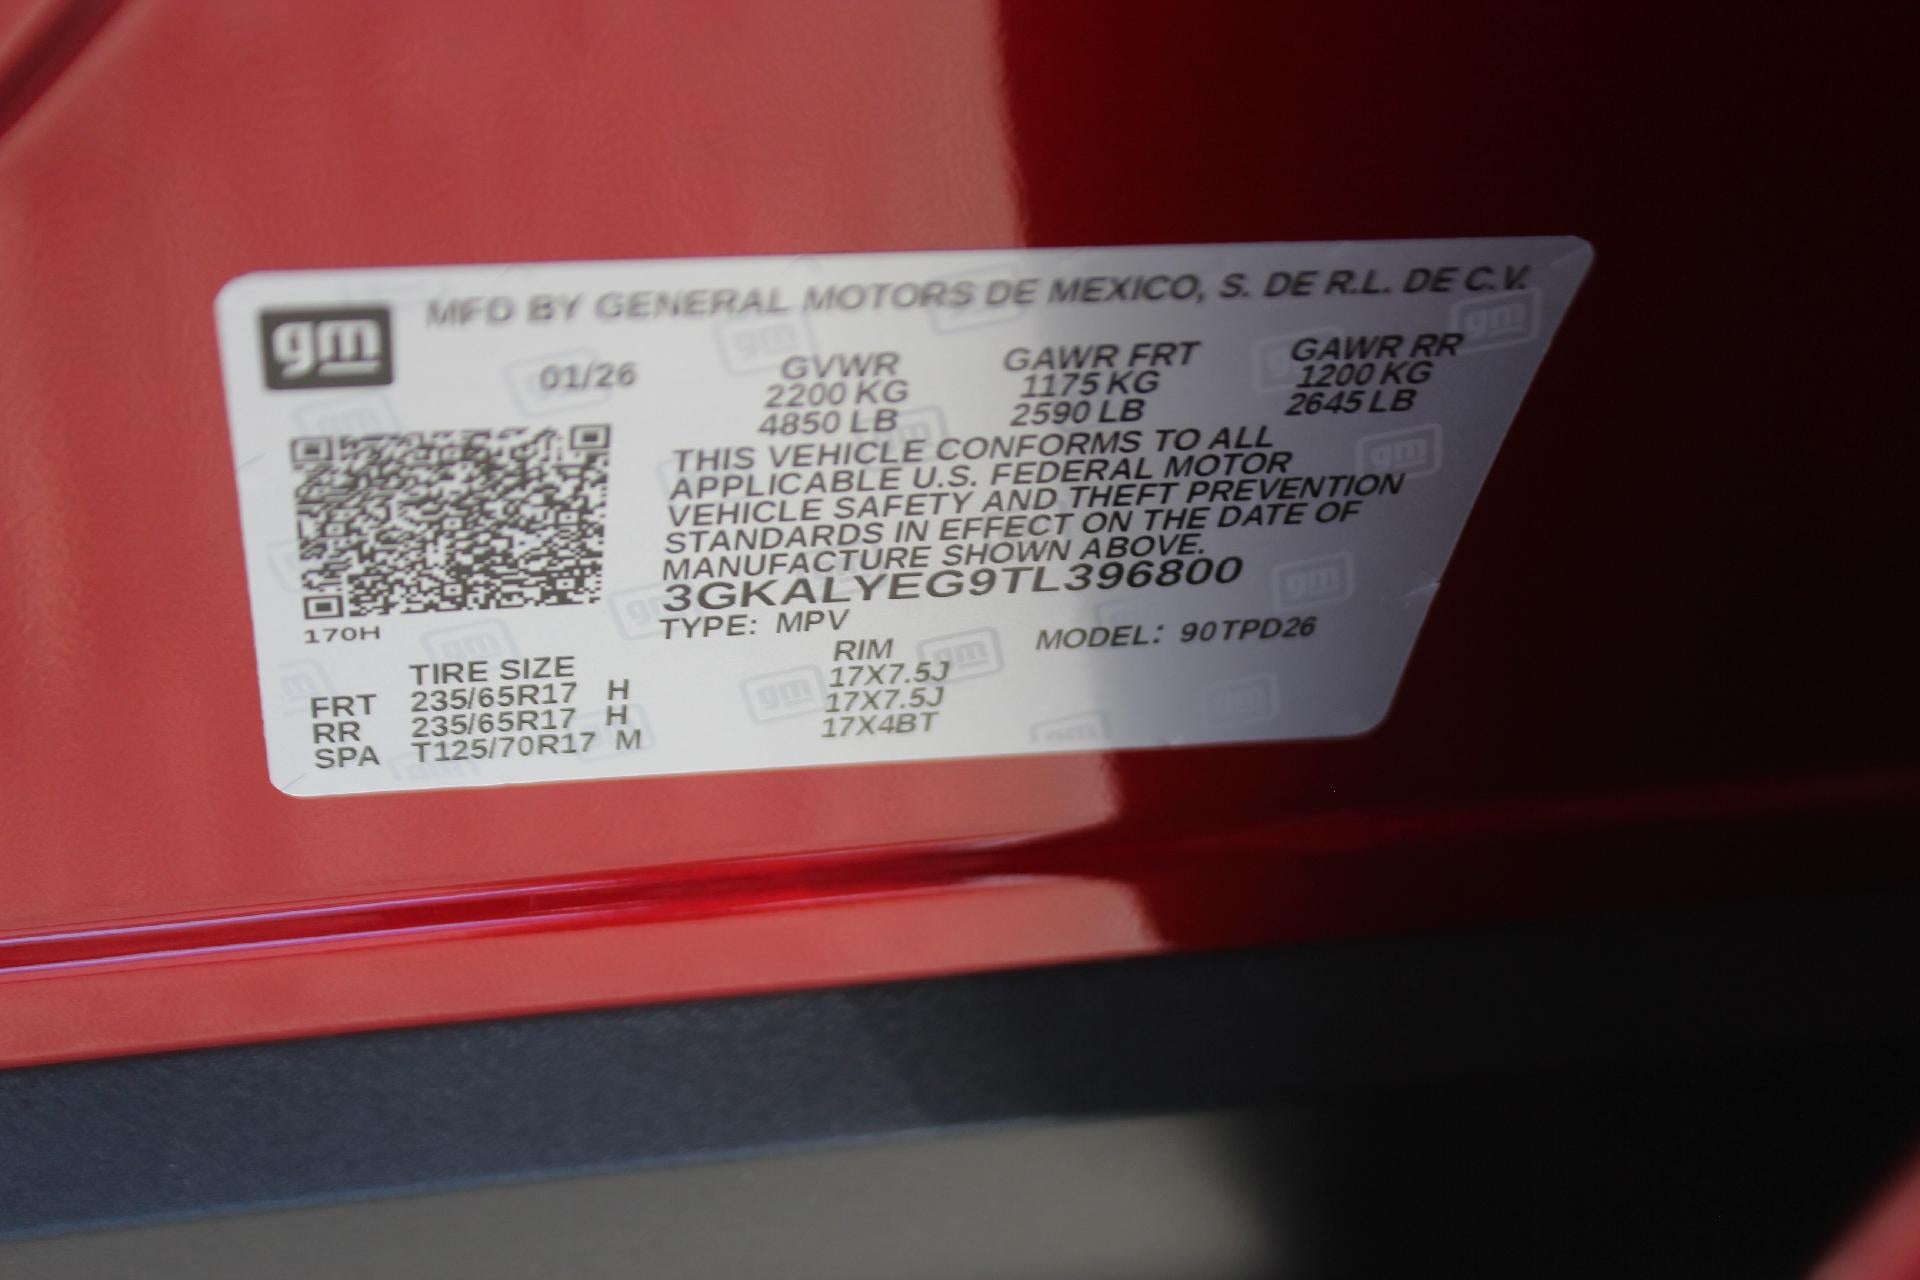 gm MFD BY GENERAL MOTORS DE MEXICO, S. DE R.L. DE C.V.
01/26 GVWR GAWR FRT GAWR RR
2200 KG 1175 KG 1200 KG
4850 LB 2590 LB 2645 LB
THIS VEHICLE CONFORMS TO ALL
APPLICABLE U.S. FEDERAL MOTOR
VEHICLE SAFETY AND THEFT PREVENTION
STANDARDS IN EFFECT ON THE DATE OF
MANUFACTURE SHOWN ABOVE.
3GKALYEG9TL396800
170H TYPE: MPV MODEL: 90TPD26
TIRE SIZE RIM
FRT 235/65R17 H 17X7.5J
RR 235/65R17 H 17X7.5J
SPA T125/70R17 M 17X4BT